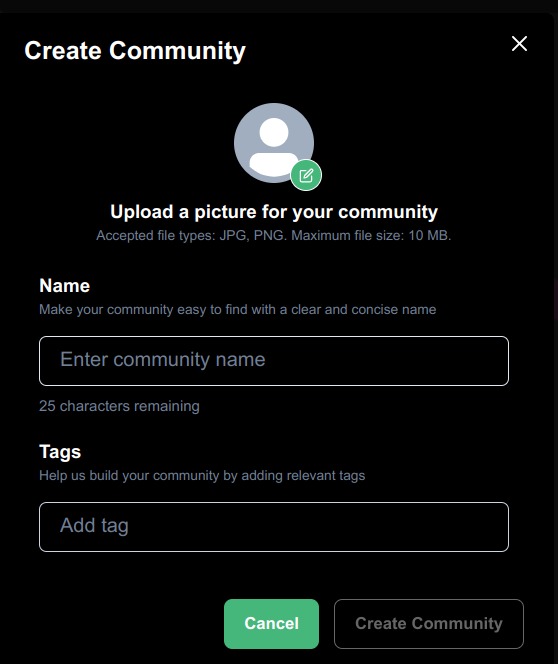 Create Community
Upload a picture for your community
Accepted file types: JPG, PNG. Maximum file size: 10 MB.
Name
Make your community easy to find with a clear and concise name
Enter community name
25 characters remaining
Tags
Help us build your community by adding relevant tags
Add tag
Cancel
Create Community